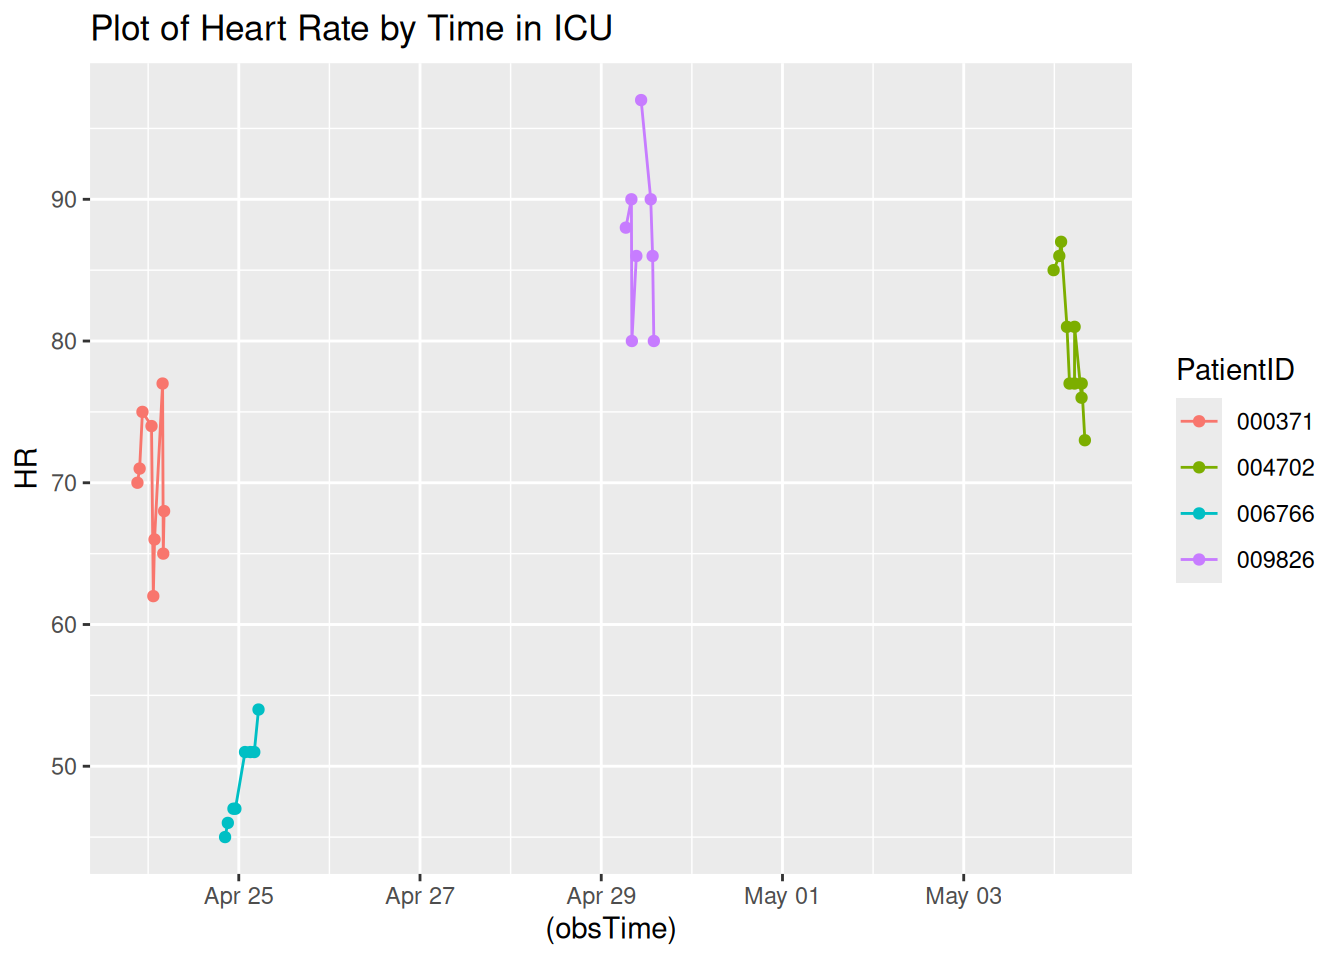 Plot of Heart Rate by Time in ICU
HR
90
80
70
60
50
Apr 25
Apr 27
Apr 29
May 01
May 03
(obsTime)
PatientID
000371
004702
006766
009826